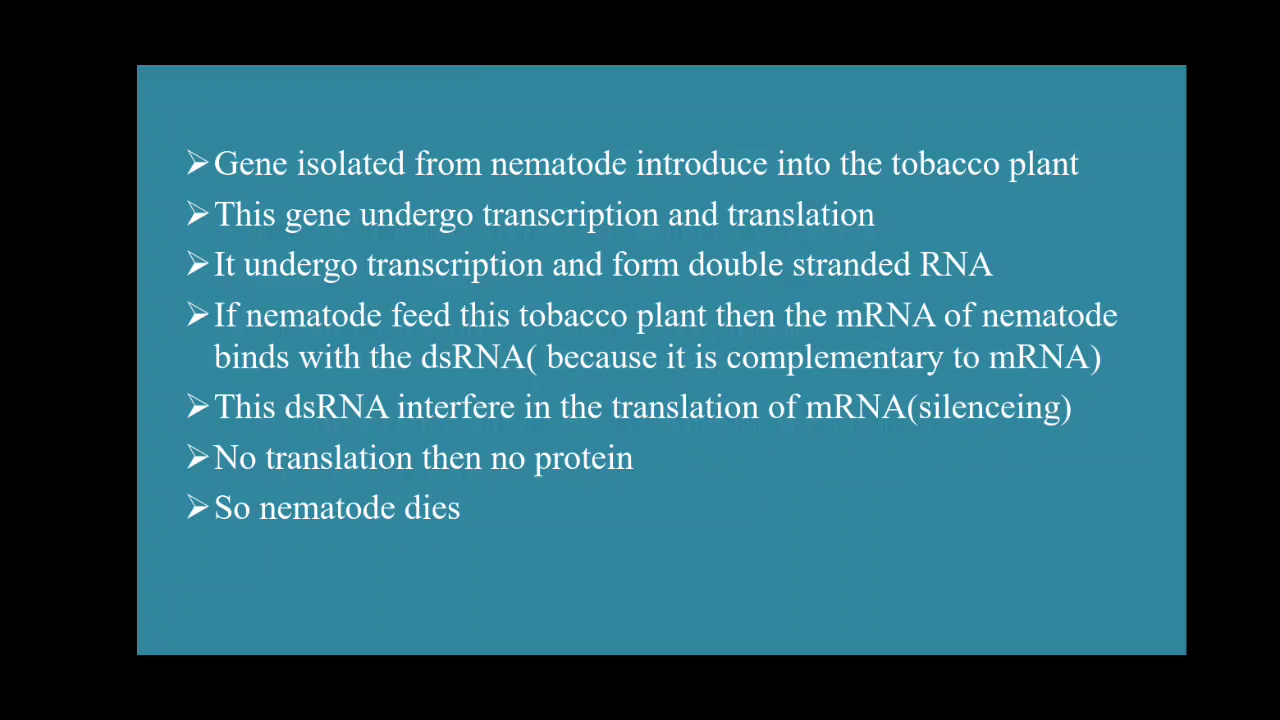 ➢Gene isolated from nematode introduce into the tobacco plant
➢This gene undergo transcription and translation
➢It undergo transcription and form double stranded RNA
➢If nematode feed this tobacco plant then the mRNA of nematode
binds with the dsRNA( because it is complementary to mRNA)
➢This dsRNA interfere in the translation of mRNA(silenceing)
➢No translation then no protein
➢So nematode dies